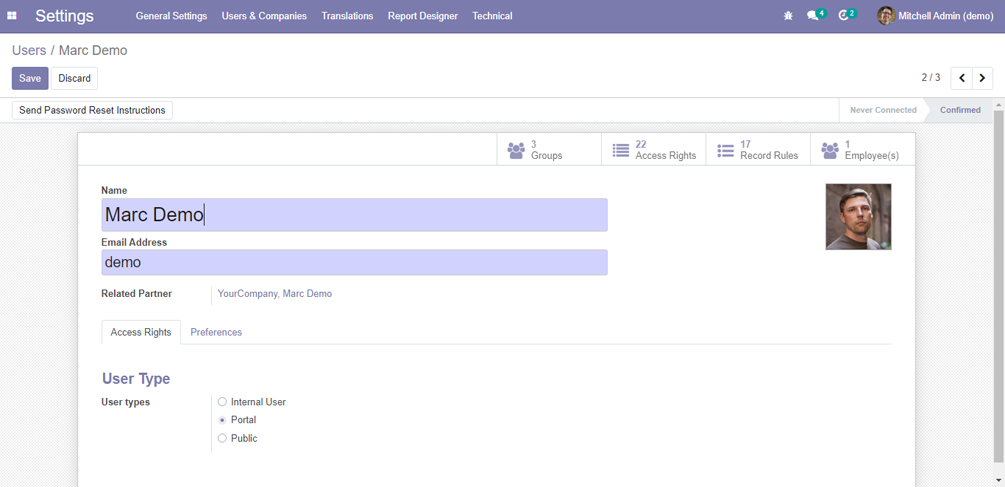 Settings General Settings Users & Companies Translations Report Designer Technical 4 2 Mitchell Admin (demo)
Users / Marc Demo
Save Discard 2 / 3
Send Password Reset Instructions Never Connected Confirmed
3 22 17 1
Groups Access Rights Record Rules Employee(s)
Name
Marc Demo
Email Address
demo
Related Partner YourCompany, Marc Demo
Access Rights Preferences
User Type
User types Internal User
Portal
Public